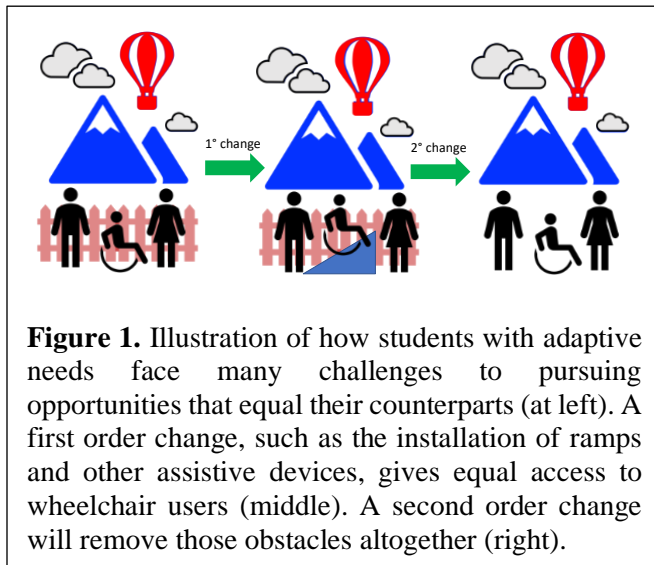 1° change
2° change
Figure 1. Illustration of how students with adaptive
needs face many challenges to pursuing
opportunities that equal their counterparts (at left). A
first order change, such as the installation of ramps
and other assistive devices, gives equal access to
wheelchair users (middle). A second order change
will remove those obstacles altogether (right).